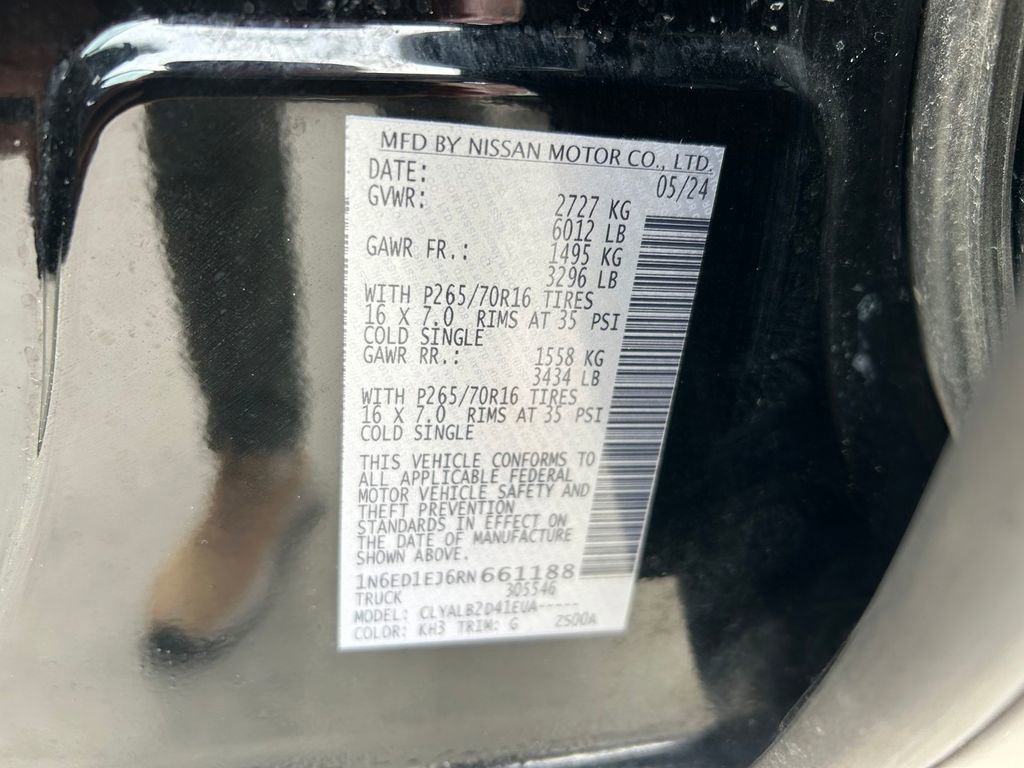 MFD BY NISSAN MOTOR CO., LTD.
DATE: 05/24
GVWR: 2727 KG
6012 LB
GAWR FR.: 1495 KG
3296 LB
WITH P265/70R16 TIRES
16 X 7.0 RIMS AT 35 PSI
COLD SINGLE
GAWR RR.: 1558 KG
3434 LB
WITH P265/70R16 TIRES
16 X 7.0 RIMS AT 35 PSI
COLD SINGLE
THIS VEHICLE CONFORMS TO
ALL APPLICABLE FEDERAL
MOTOR VEHICLE SAFETY AND
THEFT PREVENTION
STANDARDS IN EFFECT ON
THE DATE OF MANUFACTURE
SHOWN ABOVE.
1N6ED1EJ6RN 661188
TRUCK 305546
MODEL: CLYALB2D41EUA-----
COLOR: KH3 TRIM: G 2S00A